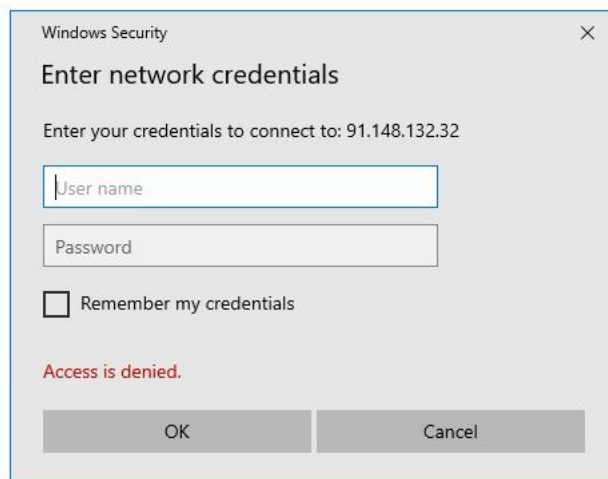 Windows Security
Enter network credentials
Enter your credentials to connect to: 91.148.132.32
User name
Password
Remember my credentials
Access is denied.
OK
Cancel